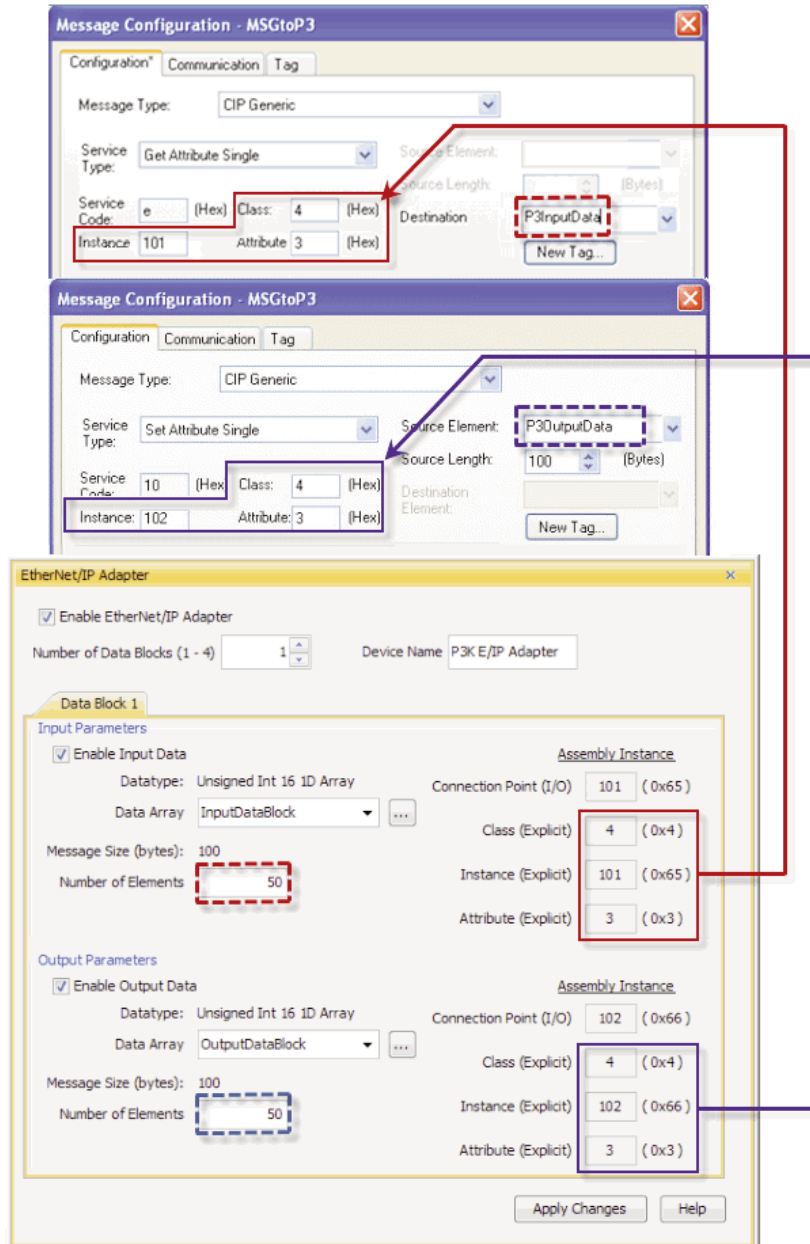 Message Configuration - MSGtoP3
Configuration* Communication Tag
Message Type: CIP Generic
Service Type: Get Attribute Single Source Element:
Source Length: (Bytes)
Service Code: e (Hex) Class: 4 (Hex) Destination P3InputData
Instance 101 Attribute 3 (Hex)
New Tag...
Message Configuration - MSGtoP3
Configuration Communication Tag
Message Type: CIP Generic
Service Type: Set Attribute Single Source Element: P3OutputData
Source Length: 100 (Bytes)
Service Code: 10 (Hex) Class: 4 (Hex) Destination Element:
Instance: 102 Attribute: 3 (Hex)
New Tag...
EtherNet/IP Adapter
Enable EtherNet/IP Adapter
Number of Data Blocks (1 - 4) 1 Device Name P3K E/IP Adapter
Data Block 1
Input Parameters
Enable Input Data Assembly Instance
Datatype: Unsigned Int 16 1D Array Connection Point (I/O) 101 (0x65)
Data Array InputDataBlock ... Class (Explicit) 4 (0x4)
Message Size (bytes): 100
Number of Elements 50 Instance (Explicit) 101 (0x65)
Attribute (Explicit) 3 (0x3)
Output Parameters
Enable Output Data Assembly Instance
Datatype: Unsigned Int 16 1D Array Connection Point (I/O) 102 (0x66)
Data Array OutputDataBlock ... Class (Explicit) 4 (0x4)
Message Size (bytes): 100
Number of Elements 50 Instance (Explicit) 102 (0x66)
Attribute (Explicit) 3 (0x3)
Apply Changes Help